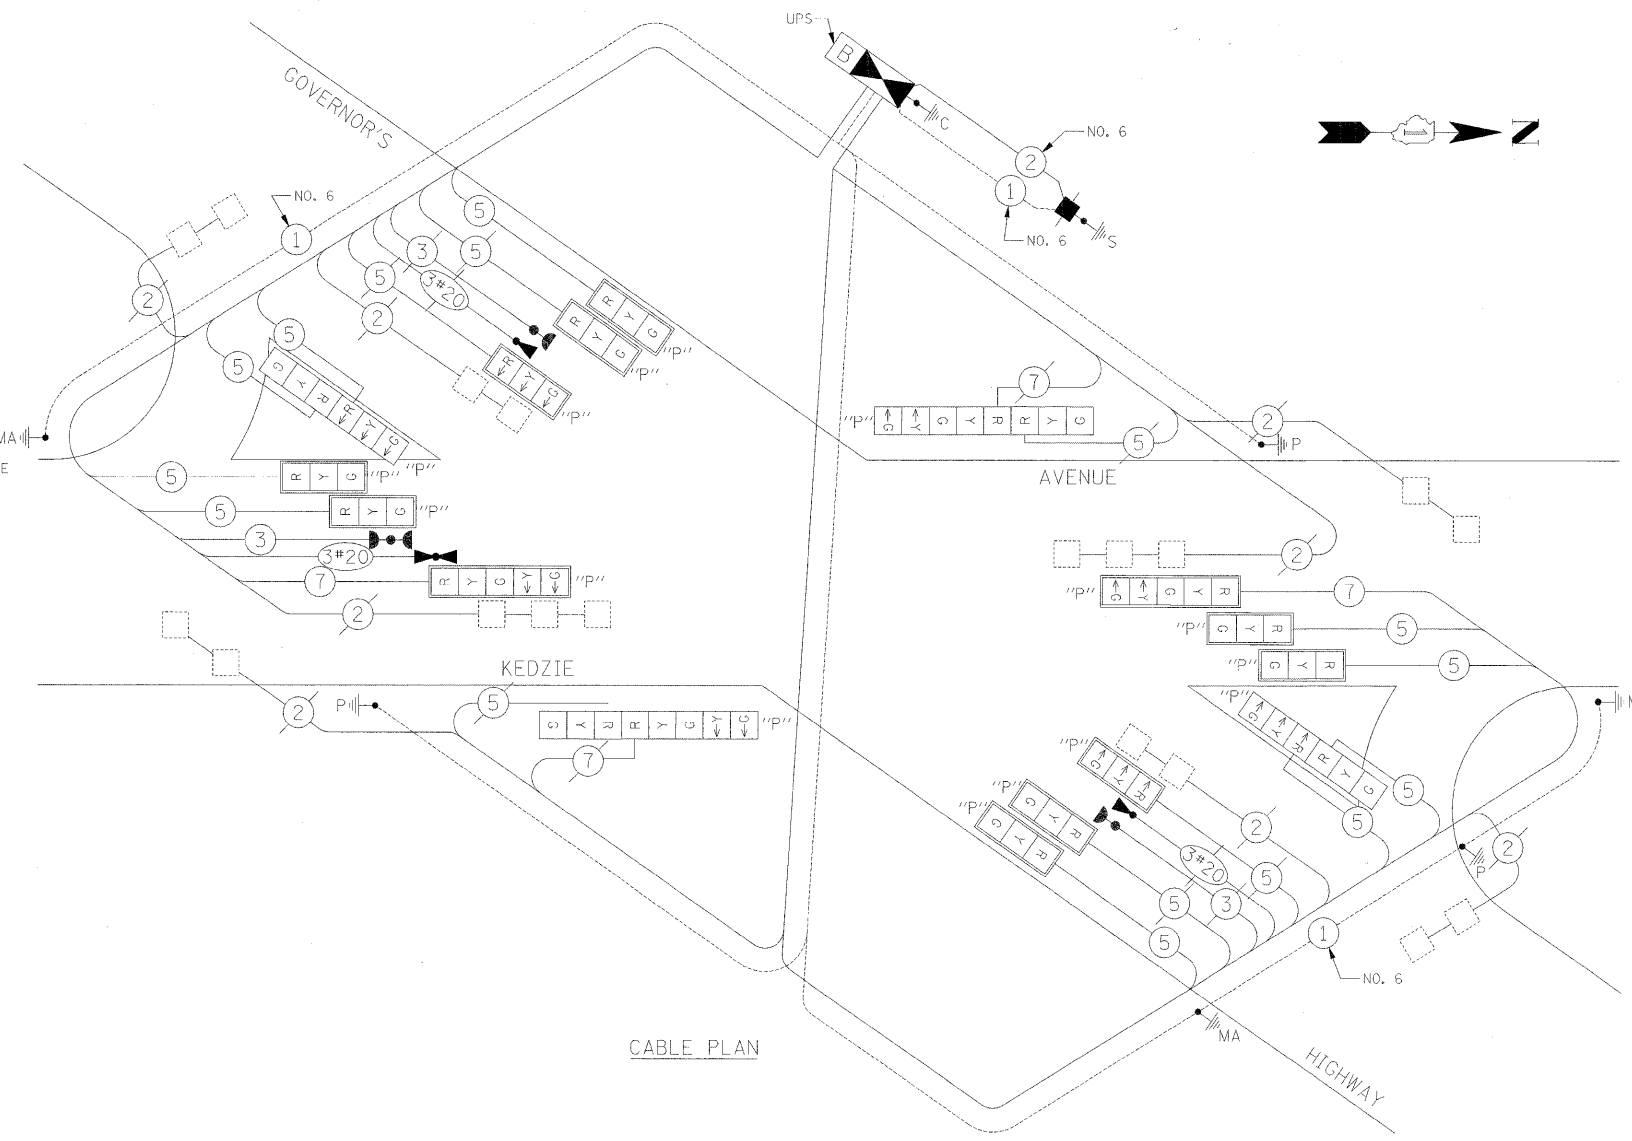 UPS
B
C
NO. 6
2
1
NO. 6
S
GOVERNOR'S
NO. 6
1
2
5
5
3
3#20
5
2
5
5
R Y G
"P"
R Y G
"P"
←R ←Y ←G
"P"
G Y R ←R ←Y ←G
"P"
MA
E
5
R Y G
"P"
5
R Y G
"P"
3
3#20
7
R Y G ←Y ←G
"P"
2
7
"P"
←G ←Y G Y R R Y G
5
2
P
AVENUE
2
"P"
←G ←Y G Y R
7
"P"
G Y R
5
"P"
G Y R
5
KEDZIE
2
P
5
G Y R R Y G ←Y ←G
"P"
7
"P"
←G ←Y ←R R Y G
5
5
"P"
←G ←Y ←R
2
"P"
G Y R
"P"
G Y R
3#20
5
3
5
5
2
P
1
NO. 6
MA
HIGHWAY
CABLE PLAN